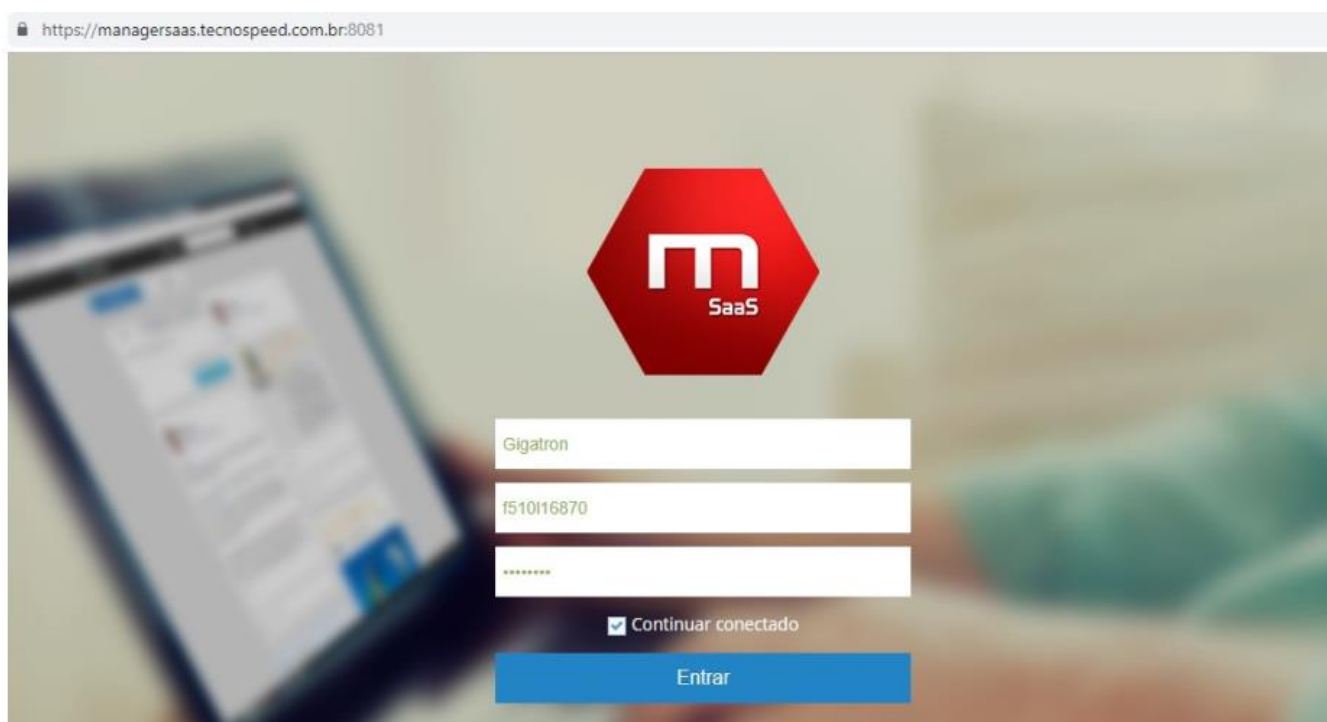 https://managersaas.tecnospeed.com.br:8081
m
SaaS
Gigatron
f510l16870
••••••••
Continuar conectado
Entrar